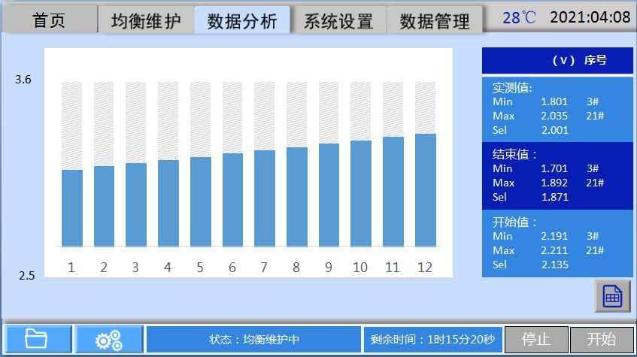 首页 均衡维护 数据分析 系统设置 数据管理 28℃ 2021:04:08
3.6
2.5
1 2 3 4 5 6 7 8 9 10 11 12
(V) 序号
实测值:
Min 1.801 3#
Max 2.035 21#
Sel 2.001
结束值：
Min 1.701 3#
Max 1.892 21#
Sel 1.871
开始值：
Min 2.191 3#
Max 2.211 21#
Sel 2.135
状态：均衡维护中 剩余时间：1时15分20秒 停止 开始